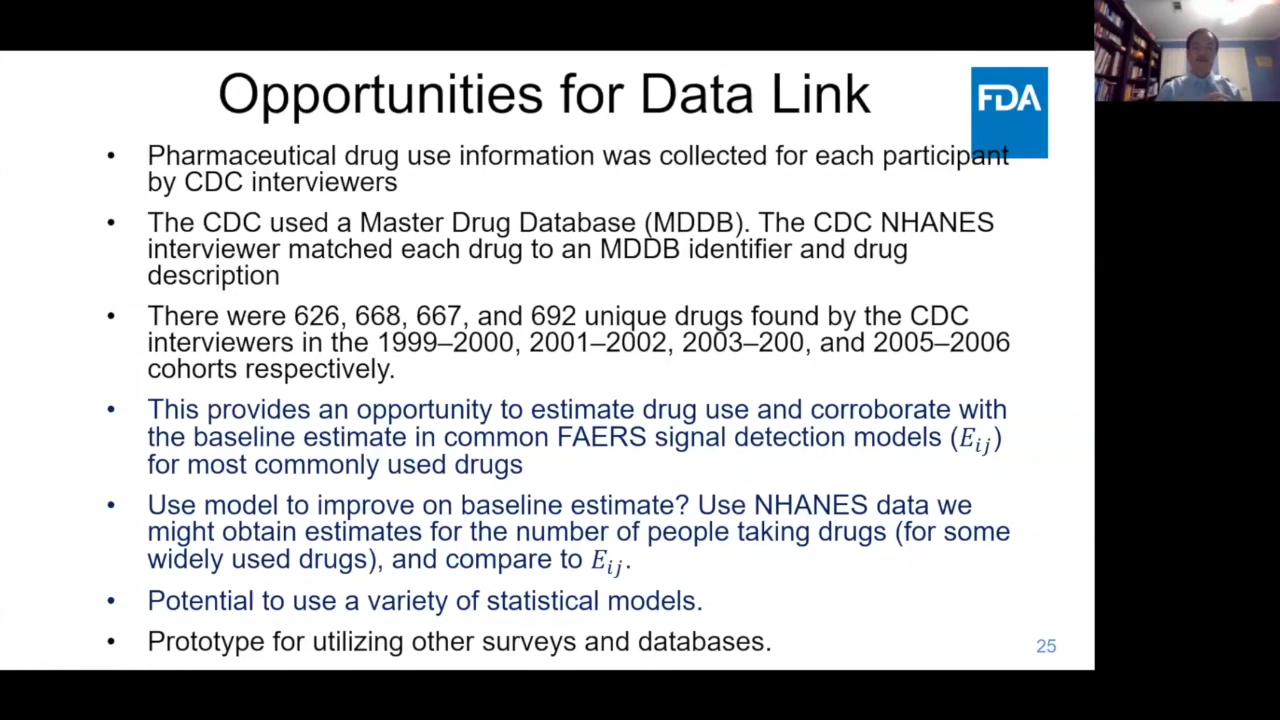 Opportunities for Data Link
FDA
• Pharmaceutical drug use information was collected for each participant
by CDC interviewers
• The CDC used a Master Drug Database (MDDB). The CDC NHANES
interviewer matched each drug to an MDDB identifier and drug
description
• There were 626, 668, 667, and 692 unique drugs found by the CDC
interviewers in the 1999–2000, 2001–2002, 2003–200, and 2005–2006
cohorts respectively.
• This provides an opportunity to estimate drug use and corroborate with
the baseline estimate in common FAERS signal detection models (E_{ij})
for most commonly used drugs
• Use model to improve on baseline estimate? Use NHANES data we
might obtain estimates for the number of people taking drugs (for some
widely used drugs), and compare to E_{ij}.
• Potential to use a variety of statistical models.
• Prototype for utilizing other surveys and databases.
25